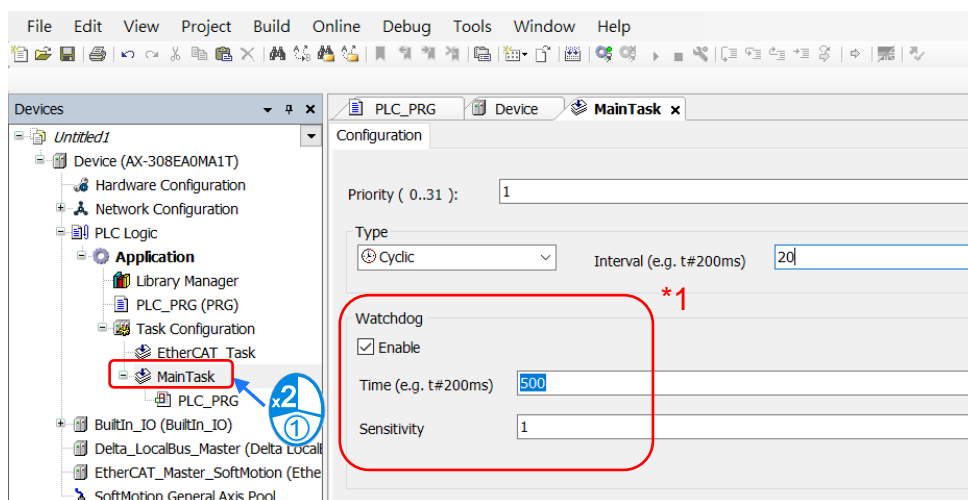 File Edit View Project Build Online Debug Tools Window Help
Devices
PLC_PRG Device MainTask
Untitled1
Configuration
Device (AX-308EA0MA1T)
Hardware Configuration
Priority ( 0..31 ): 1
Network Configuration
PLC Logic
Type
Application
Cyclic Interval (e.g. t#200ms) 20
Library Manager
*1
PLC_PRG (PRG)
Watchdog
Task Configuration
Enable
EtherCAT_Task
MainTask
Time (e.g. t#200ms) 500
x2
PLC_PRG
1
BuiltIn_IO (BuiltIn_IO)
Sensitivity 1
Delta_LocalBus_Master (Delta Local
EtherCAT_Master_SoftMotion (Ethe
SoftMotion General Axis Pool